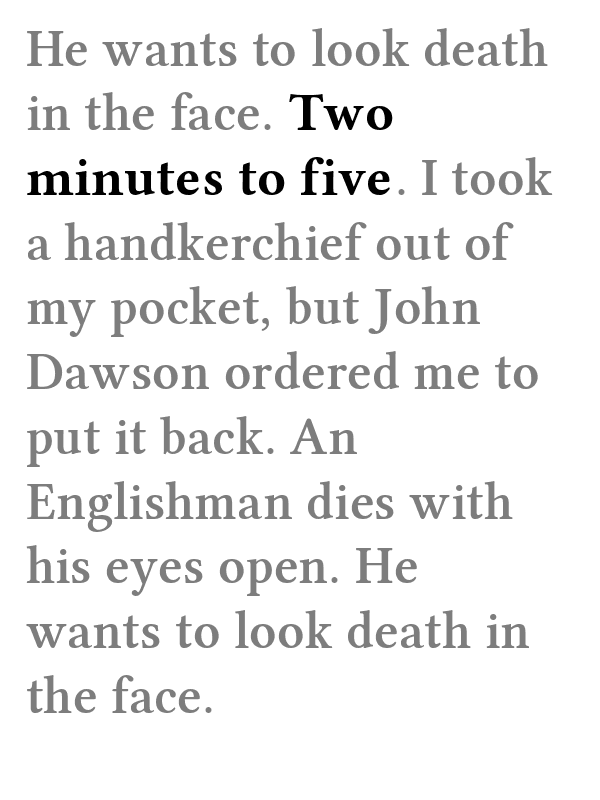 He wants to look death
in the face. Two
minutes to five. I took
a handkerchief out of
my pocket, but John
Dawson ordered me to
put it back. An
Englishman dies with
his eyes open. He
wants to look death in
the face.